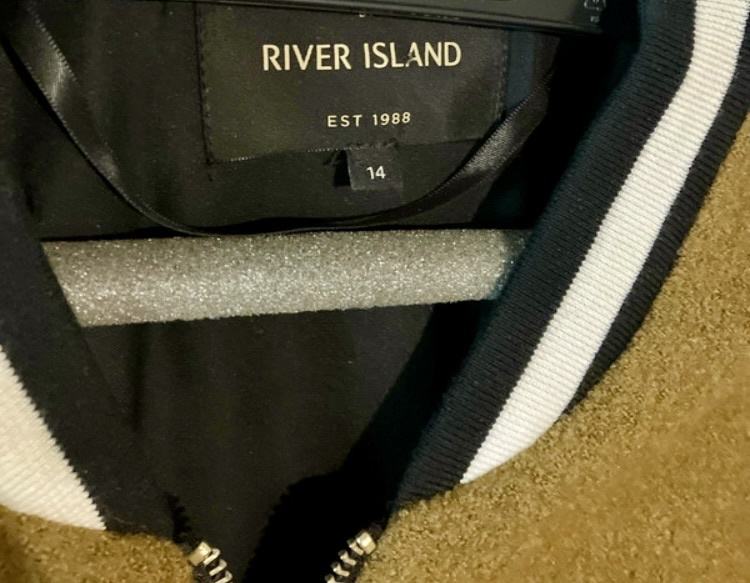 RIVER ISLAND
EST 1988
14